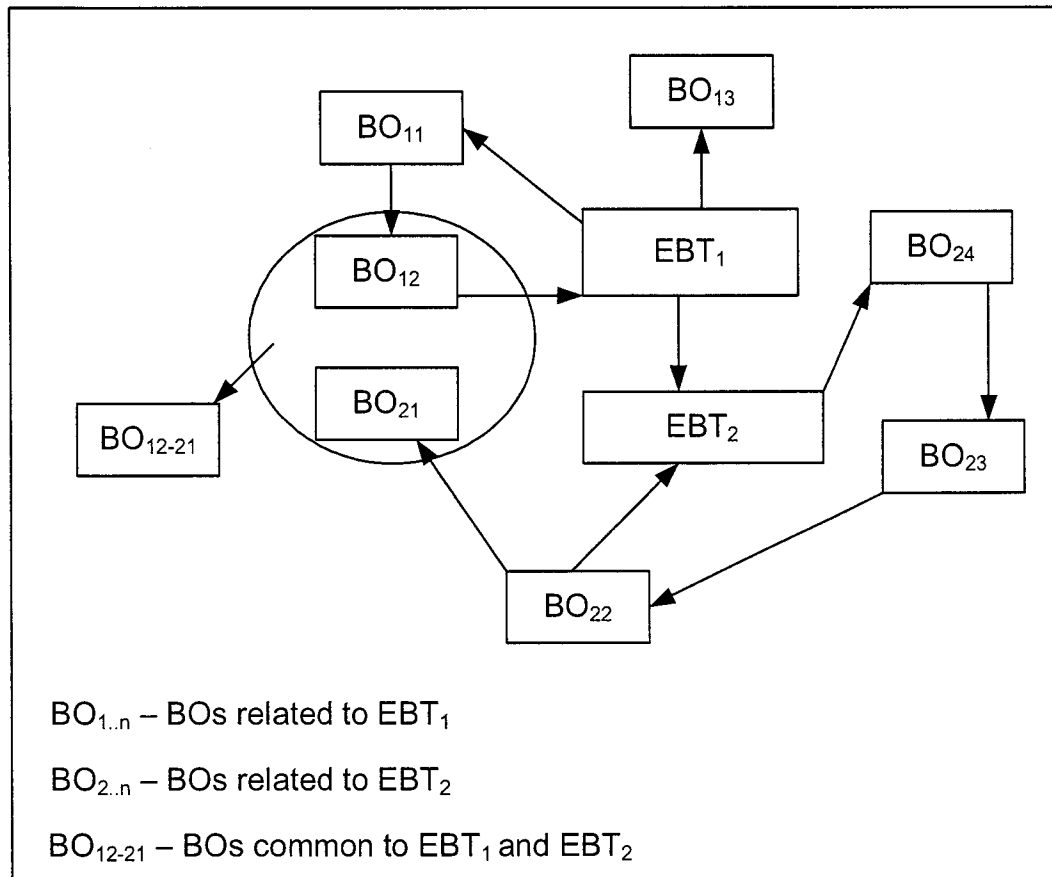 BO₁₃
BO₁₁
BO₁₂
EBT₁
BO₂₄
BO₂₁
EBT₂
BO₁₂₋₂₁
BO₂₃
BO₂₂
BO₁..ₙ – BOs related to EBT₁
BO₂..ₙ – BOs related to EBT₂
BO₁₂₋₂₁ – BOs common to EBT₁ and EBT₂